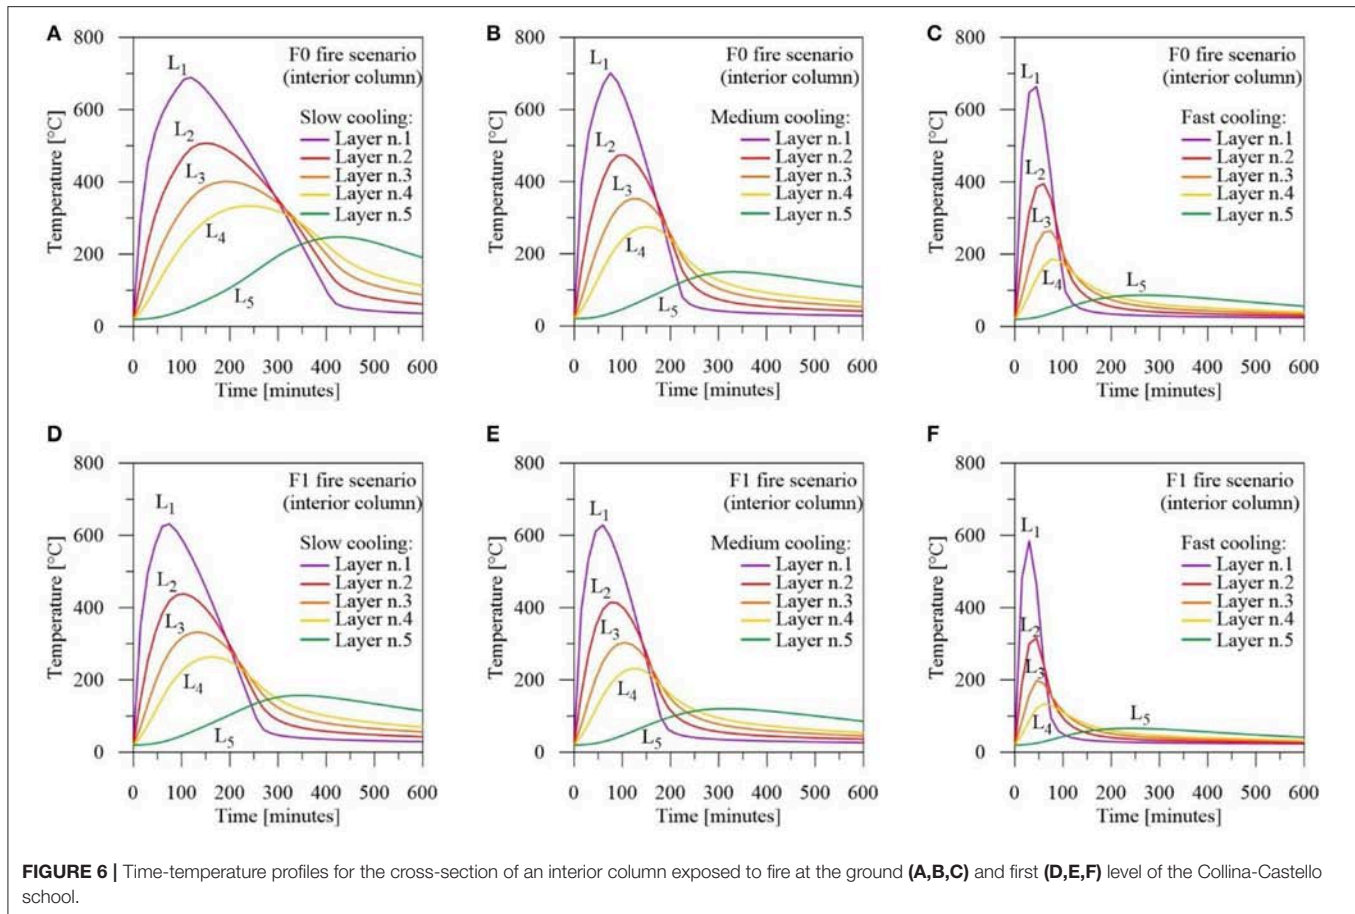 A
800
600
400
200
0
Temperature [°C]
F0 fire scenario
(interior column)
Slow cooling:
Layer n.1
Layer n.2
Layer n.3
Layer n.4
Layer n.5
L1
L2
L3
L4
L5
0 100 200 300 400 500 600
Time [minutes]
B
800
600
400
200
0
Temperature [°C]
F0 fire scenario
(interior column)
Medium cooling:
Layer n.1
Layer n.2
Layer n.3
Layer n.4
Layer n.5
L1
L2
L3
L4
L5
0 100 200 300 400 500 600
Time [minutes]
C
800
600
400
200
0
Temperature [°C]
F0 fire scenario
(interior column)
Fast cooling:
Layer n.1
Layer n.2
Layer n.3
Layer n.4
Layer n.5
L1
L2
L3
L4
L5
0 100 200 300 400 500 600
Time [minutes]
D
800
600
400
200
0
Temperature [°C]
F1 fire scenario
(interior column)
Slow cooling:
Layer n.1
Layer n.2
Layer n.3
Layer n.4
Layer n.5
L1
L2
L3
L4
L5
0 100 200 300 400 500 600
Time [minutes]
E
800
600
400
200
0
Temperature [°C]
F1 fire scenario
(interior column)
Medium cooling:
Layer n.1
Layer n.2
Layer n.3
Layer n.4
Layer n.5
L1
L2
L3
L4
L5
0 100 200 300 400 500 600
Time [minutes]
F
800
600
400
200
0
Temperature [°C]
F1 fire scenario
(interior column)
Fast cooling:
Layer n.1
Layer n.2
Layer n.3
Layer n.4
Layer n.5
L1
L2
L3
L4
L5
0 100 200 300 400 500 600
Time [minutes]
FIGURE 6 | Time-temperature profiles for the cross-section of an interior column exposed to fire at the ground (A,B,C) and first (D,E,F) level of the Collina-Castello
school.